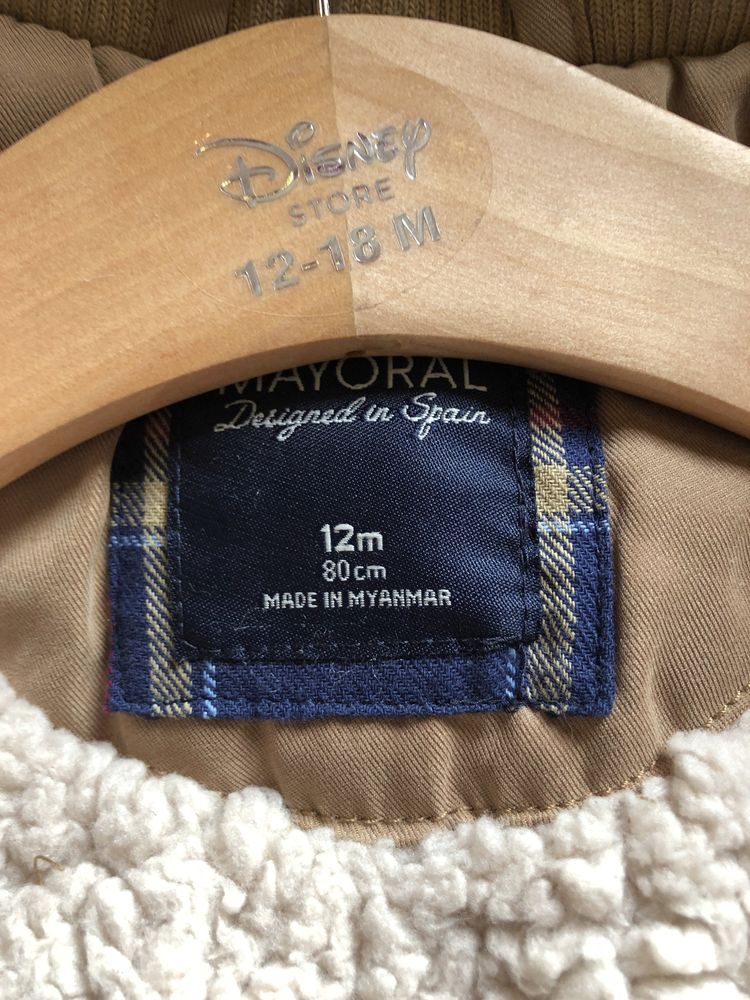 Disney
STORE
12-18 M
MAYORAL
Designed in Spain
12m
80cm
MADE IN MYANMAR